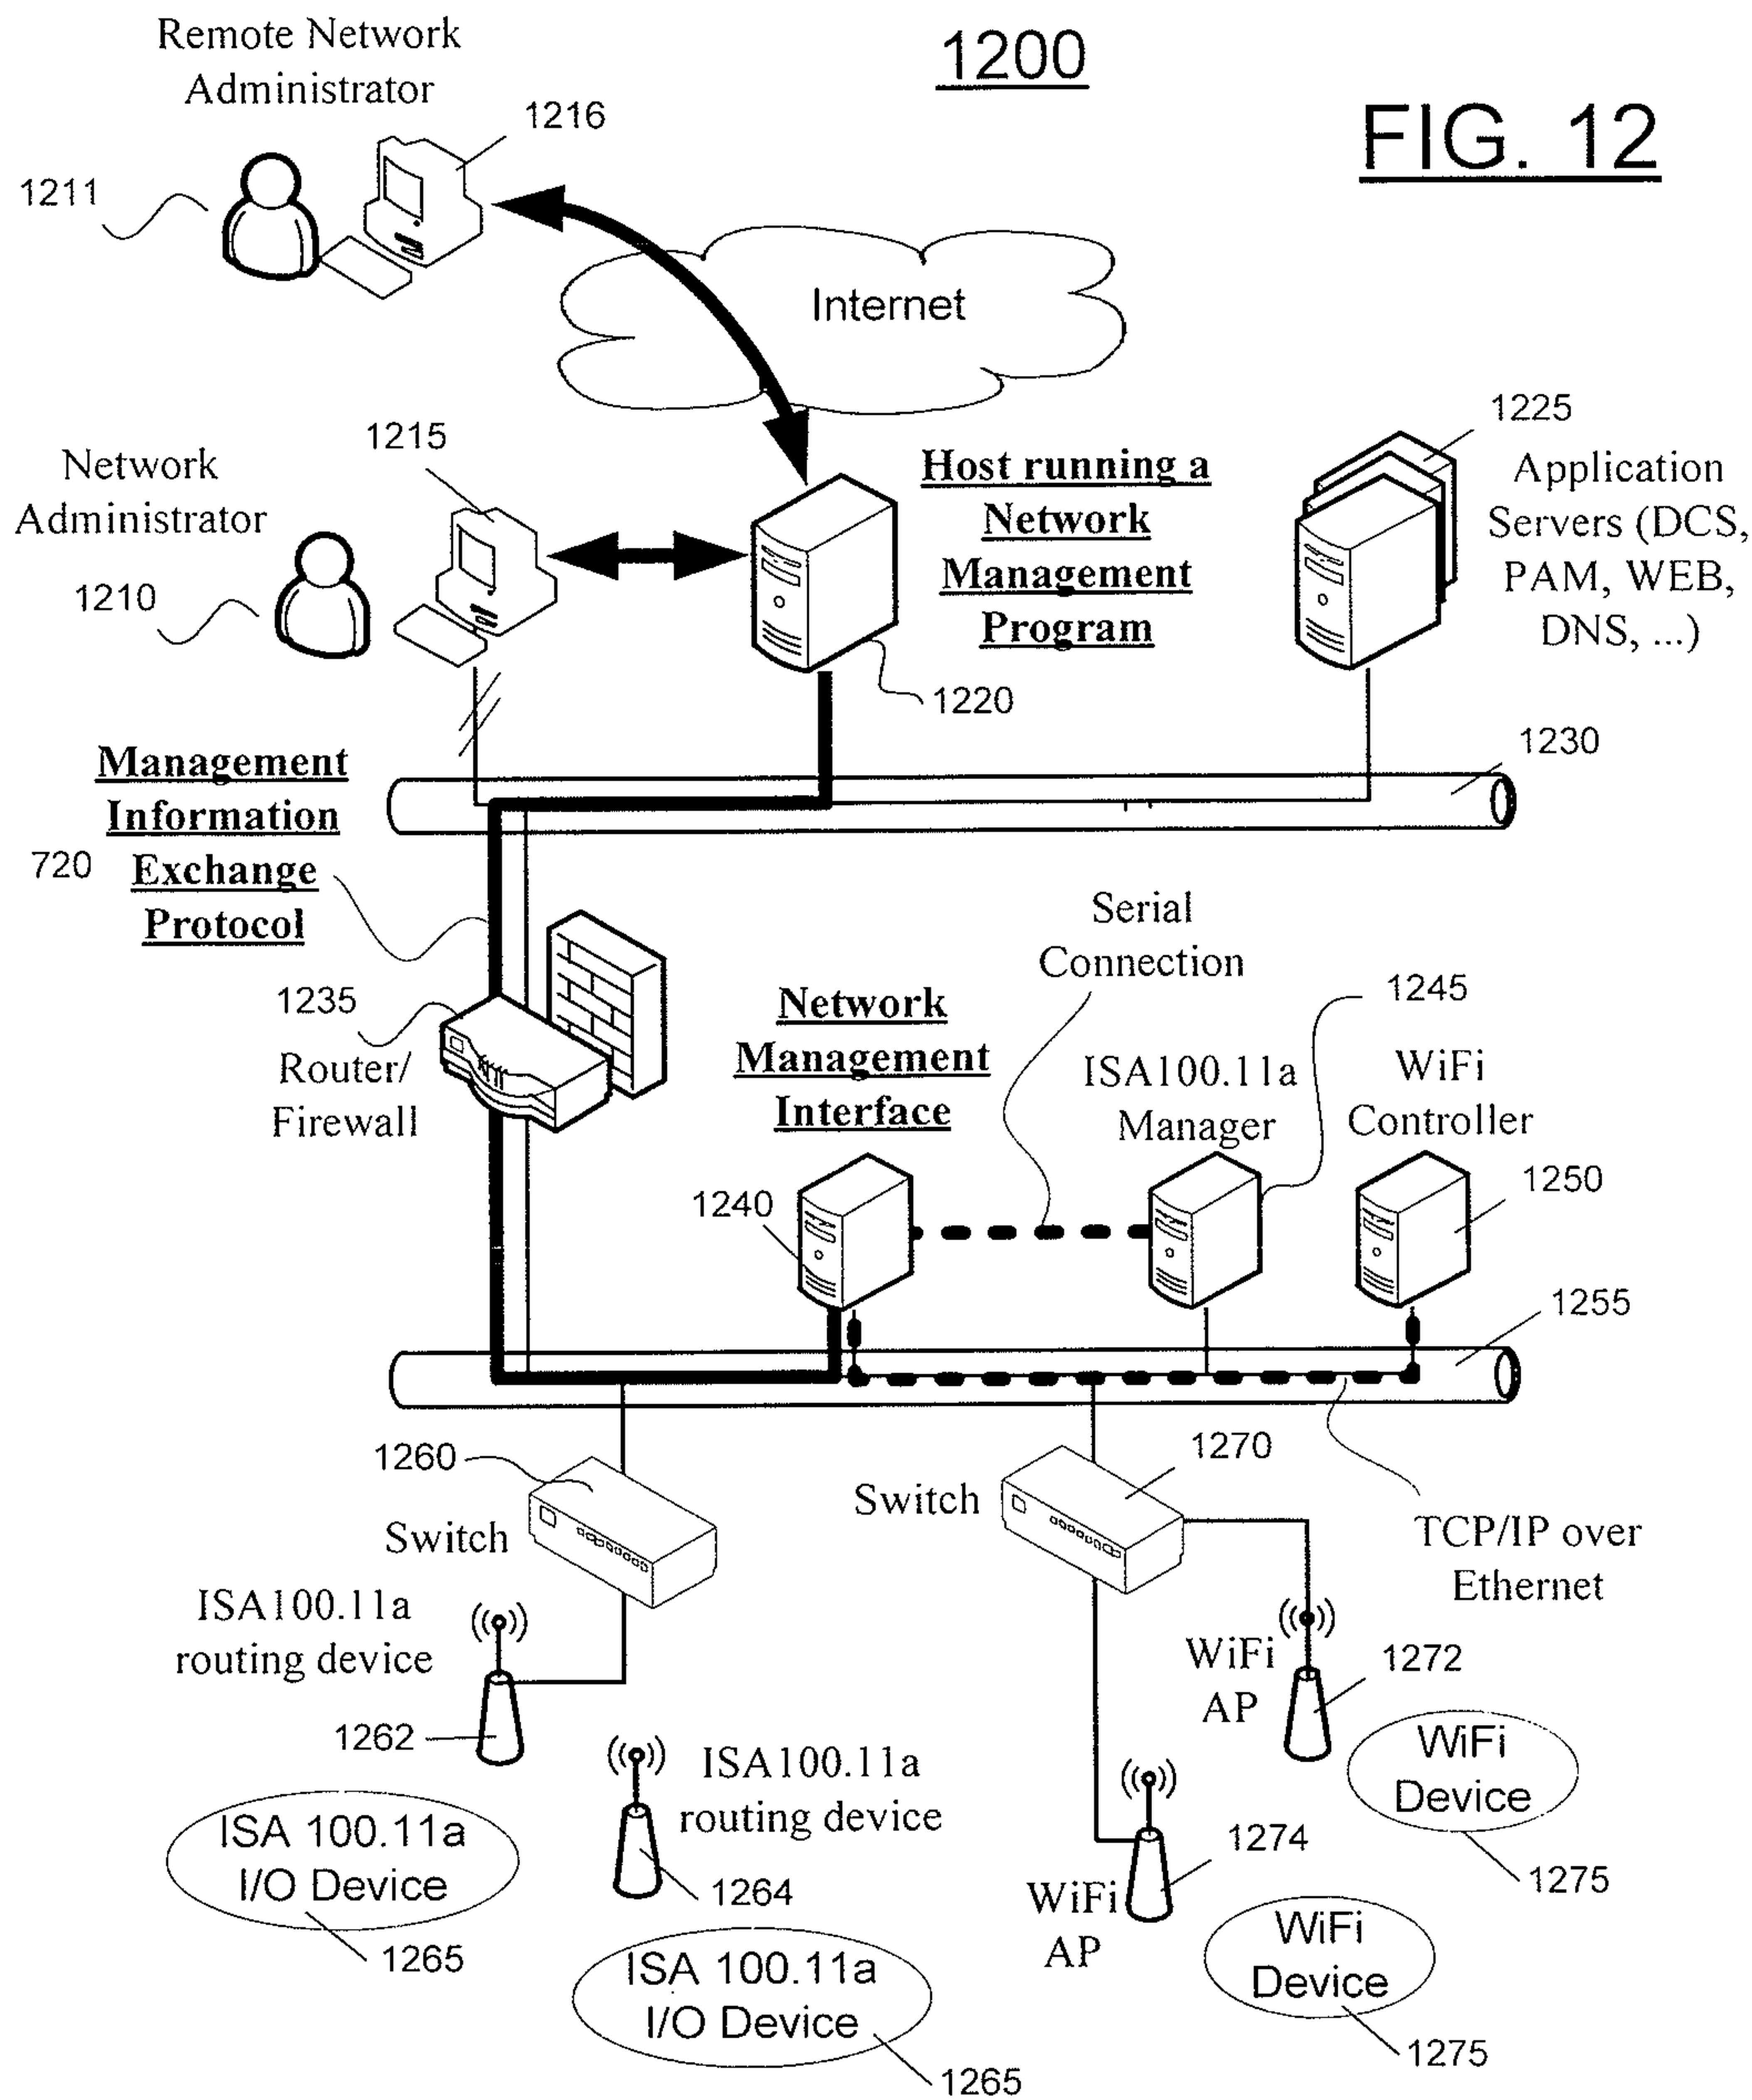 Remote Network
Administrator
1200
FIG. 12
1216
1211
Internet
1225
1215
Network
Administrator
1210
Host running a
Network
Management
Program
Application
Servers (DCS,
PAM, WEB,
DNS, ...)
1220
1230
Management
Information
720
Exchange
Protocol
Serial
Connection
1235
Router/
Firewall
Network
Management
Interface
1245
ISA100.11a
Manager
WiFi
Controller
1240
1250
1255
1260
Switch
1270
Switch
TCP/IP over
Ethernet
ISA100.11a
routing device
1262
WiFi
AP
1272
ISA100.11a
routing device
1264
WiFi
Device
1275
ISA 100.11a
I/O Device
1265
WiFi
AP
1274
ISA 100.11a
I/O Device
1265
WiFi
Device
1275